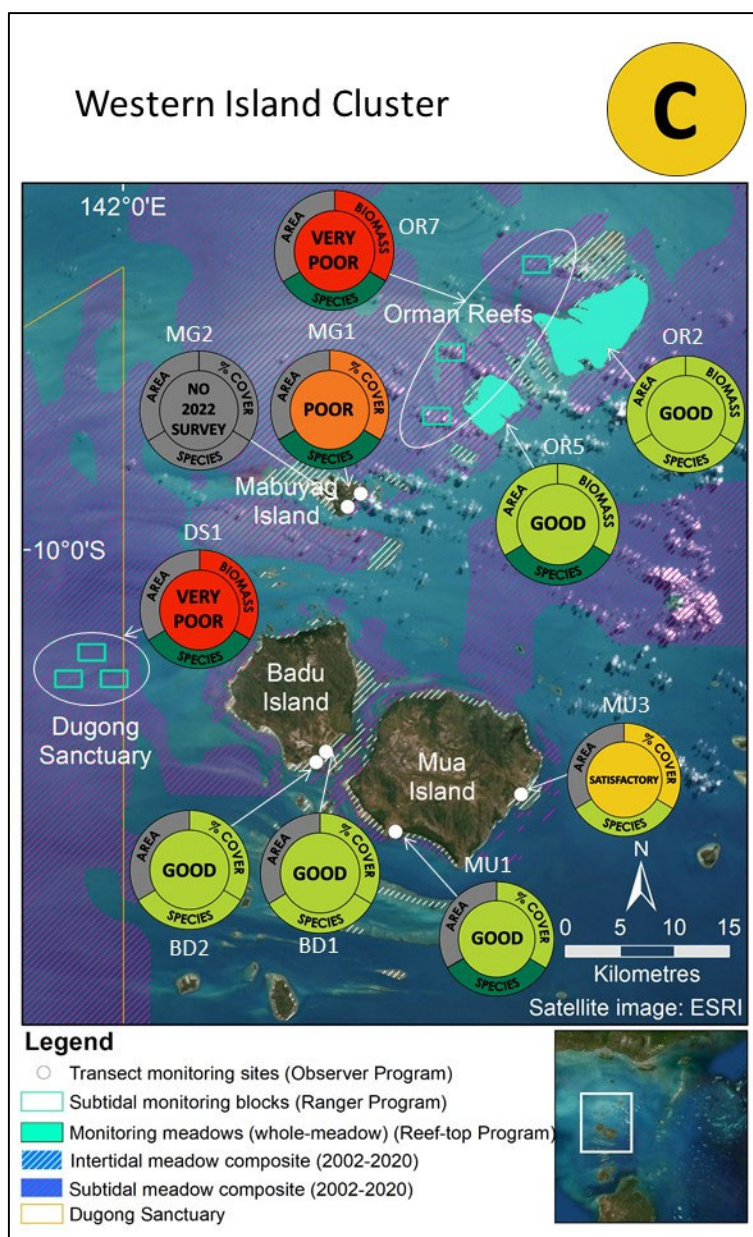 Western Island Cluster
C
142°0'E
AREA
BIOMASS
SPECIES
VERY
POOR
OR7
Orman Reefs
MG2
AREA
% COVER
SPECIES
NO
2022
SURVEY
MG1
AREA
% COVER
SPECIES
POOR
OR2
AREA
BIOMASS
SPECIES
GOOD
OR5
AREA
BIOMASS
SPECIES
GOOD
Mabuyag
Island
10°0'S
DS1
AREA
BIOMASS
SPECIES
VERY
POOR
Dugong
Sanctuary
Badu
Island
Mua
Island
MU3
AREA
% COVER
SPECIES
SATISFACTORY
AREA
% COVER
SPECIES
GOOD
BD2
AREA
% COVER
SPECIES
GOOD
BD1
MU1
AREA
% COVER
SPECIES
GOOD
N
0 5 10 15
Kilometres
Satellite image: ESRI
Legend
Transect monitoring sites (Observer Program)
Subtidal monitoring blocks (Ranger Program)
Monitoring meadows (whole-meadow) (Reef-top Program)
Intertidal meadow composite (2002-2020)
Subtidal meadow composite (2002-2020)
Dugong Sanctuary